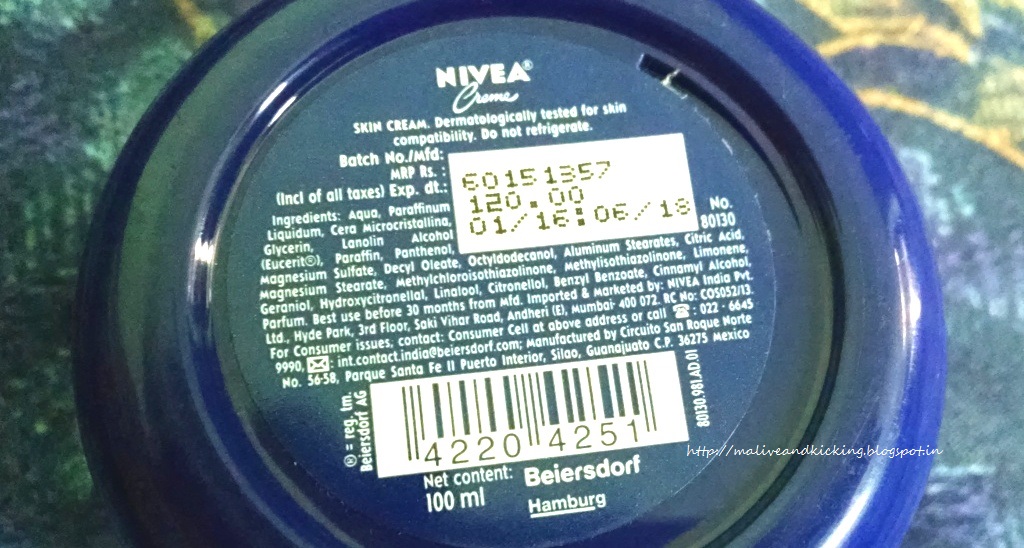 NIVEA®
Creme
SKIN CREAM. Dermatologically tested for skin
compatibility. Do not refrigerate.
Batch No./Mfd:
MRP Rs. :
(Incl of all taxes) Exp. dt.:
60151357
120.00
01/16:06/18
No.
80130
Ingredients: Aqua, Paraffinum
Liquidum, Cera Microcristallina,
Glycerin, Lanolin Alcohol
(Eucerit®), Paraffin, Panthenol,
Magnesium Sulfate, Decyl Oleate, Octyldodecanol, Aluminum Stearates, Citric Acid,
Magnesium Stearate, Methylchloroisothiazolinone, Methylisothiazolinone, Limonene,
Geraniol, Hydroxycitronellal, Linalool, Citronellol, Benzyl Benzoate, Cinnamyl Alcohol,
Parfum. Best use before 30 months from Mfd. Imported & Marketed by: NIVEA India Pvt.
Ltd., Hyde Park, 3rd Floor, Saki Vihar Road, Andheri (E), Mumbai- 400 072. RC No: COS052/13.
For Consumer issues, contact: Consumer Cell at above address or call ☎: 022 - 6645
9990, ✉: int.contact.india@beiersdorf.com; Manufactured by Circuito San Roque Norte
No. 56-58, Parque Santa Fe II Puerto Interior, Silao, Guanajuato C.P. 36275 Mexico
® = reg. tm.
Beiersdorf AG
4220 4251
80130.981.AD.01
Net content:
100 ml
Beiersdorf
Hamburg
http://maliveandkicking.blogspot.in